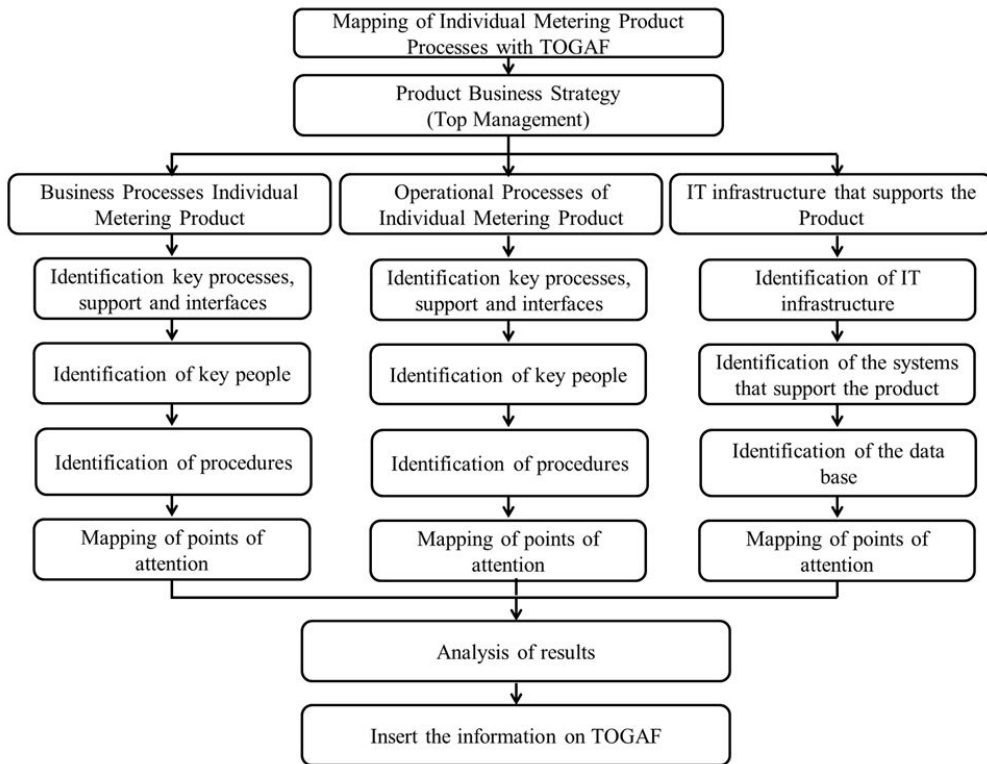 Mapping of Individual Metering Product
Processes with TOGAF
Product Business Strategy
(Top Management)
Business Processes Individual
Metering Product
Operational Processes of
Individual Metering Product
IT infrastructure that supports the
Product
Identification key processes,
support and interfaces
Identification key processes,
support and interfaces
Identification of IT
infrastructure
Identification of key people
Identification of key people
Identification of the systems
that support the product
Identification of procedures
Identification of procedures
Identification of the data
base
Mapping of points of
attention
Mapping of points of
attention
Mapping of points of
attention
Analysis of results
Insert the information on TOGAF